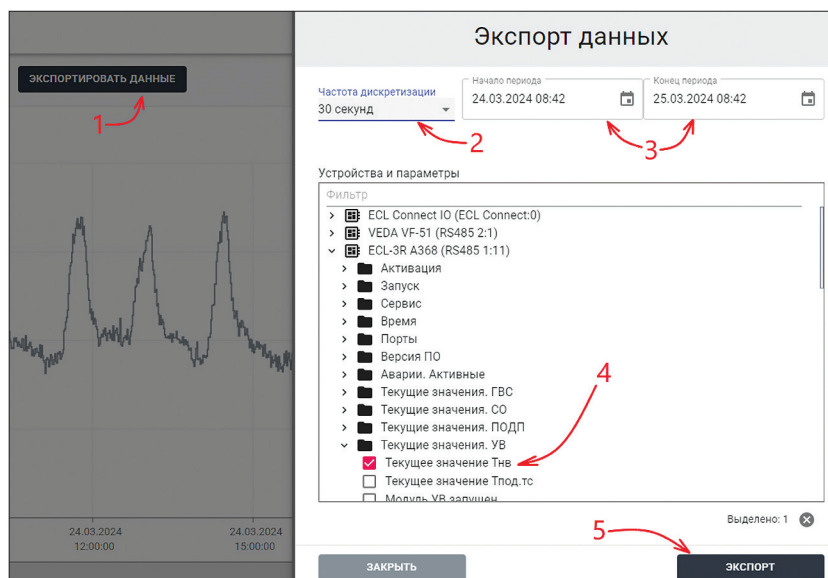 ЭКСПОРТИРОВАТЬ ДАННЫЕ
1
24.03.2024
12:00:00
24.03.2024
15:00:00
Экспорт данных
Частота дискретизации
30 секунд
2
Начало периода
24.03.2024 08:42
Конец периода
25.03.2024 08:42
3
Устройства и параметры
Фильтр
ECL Connect IO (ECL Connect:0)
VEDA VF-51 (RS485 2:1)
ECL-3R A368 (RS485 1:11)
Активация
Запуск
Сервис
Время
Порты
Версия ПО
Аварии. Активные
Текущие значения. ГВС
Текущие значения. СО
Текущие значения. ПОДП
Текущие значения. УВ
Текущее значение Тнв
4
Текущее значение Тпод.тс
Модуль УВ запущен
Выделено: 1
5
ЗАКРЫТЬ
ЭКСПОРТ